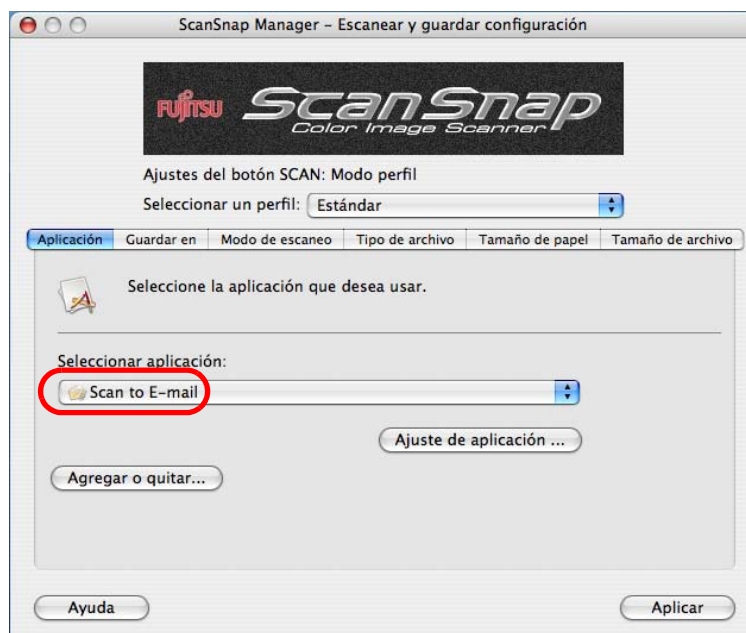 ScanSnap Manager – Escanear y guardar configuración
FUJITSU ScanSnap
Color Image Scanner
Ajustes del botón SCAN: Modo perfil
Seleccionar un perfil: Estándar
Aplicación Guardar en Modo de escaneo Tipo de archivo Tamaño de papel Tamaño de archivo
Seleccione la aplicación que desea usar.
Seleccionar aplicación:
Scan to E-mail
Ajuste de aplicación ...
Agregar o quitar...
Ayuda Aplicar